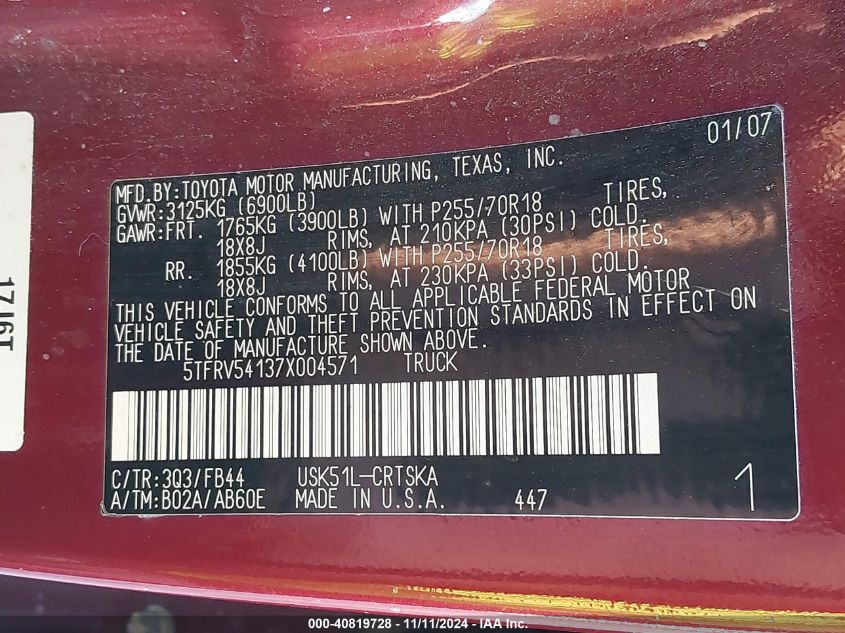 01/07
MFD.BY:TOYOTA MOTOR MANUFACTURING, TEXAS, INC.
GVWR:3125KG (6900LB)
GAWR:FRT. 1765KG (3900LB) WITH P255/70R18 TIRES,
18X8J RIMS, AT 210KPA (30PSI) COLD.
RR. 1855KG (4100LB) WITH P255/70R18 TIRES,
18X8J RIMS, AT 230KPA (33PSI) COLD.
THIS VEHICLE CONFORMS TO ALL APPLICABLE FEDERAL MOTOR
VEHICLE SAFETY AND THEFT PREVENTION STANDARDS IN EFFECT ON
THE DATE OF MANUFACTURE SHOWN ABOVE.
5TFRV54137X004571 TRUCK
C/TR:3Q3/FB44 USK51L-CRTSKA
A/TM:B02A/AB60E MADE IN U.S.A. 447 1
17J6T
000-40819728 - 11/11/2024 - IAA Inc.